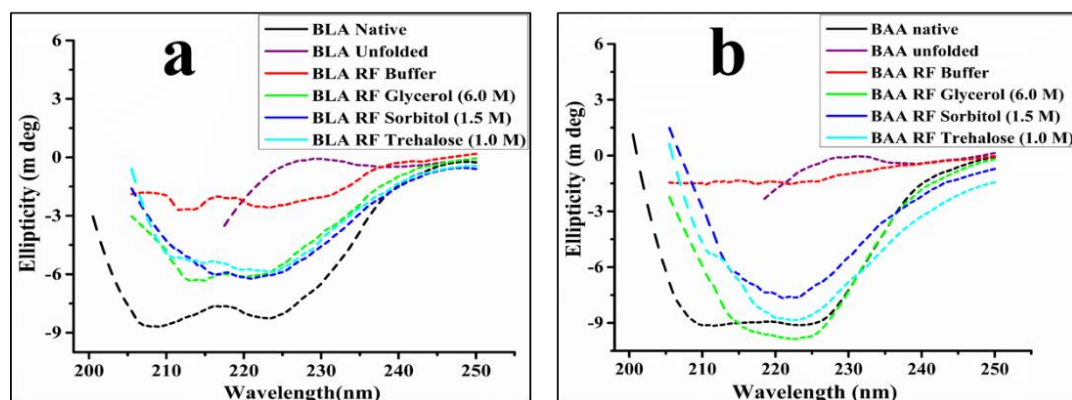 a
BLA Native
BLA Unfolded
BLA RF Buffer
BLA RF Glycerol (6.0 M)
BLA RF Sorbitol (1.5 M)
BLA RF Trehalose (1.0 M)
6
3
0
-3
-6
-9
Ellipticity (m deg)
200 210 220 230 240 250
Wavelength(nm)
b
BAA native
BAA unfolded
BAA RF Buffer
BAA RF Glycerol (6.0 M)
BAA RF Sorbitol (1.5 M)
BAA RF Trehalose (1.0 M)
6
3
0
-3
-6
-9
Ellipticity (m deg)
200 210 220 230 240 250
Wavelength (nm)